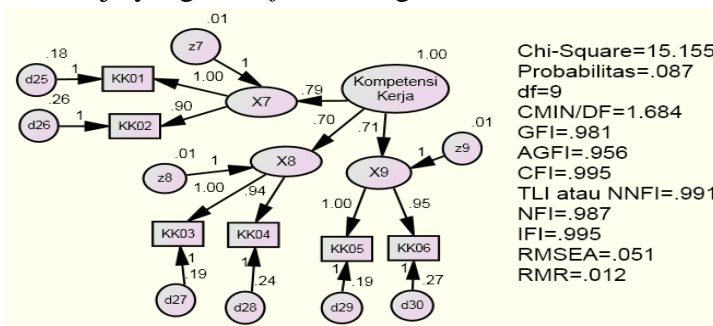 .01
.18
z7
1.00
d25
1
KK01
1
Kompetensi
Kerja
.26
1.00
.79
X7
d26
1
KK02
.90
.70
.71
.01
.01
1
X8
z8
1
z9
X9
1.00
.94
1.00
.95
KK03
KK04
KK05
KK06
1
.19
1
.24
1
.19
1
.27
d27
d28
d29
d30
Chi-Square=15.155
Probabilitas=.087
df=9
CMIN/DF=1.684
GFI=.981
AGFI=.956
CFI=.995
TLI atau NNFI=.991
NFI=.987
IFI=.995
RMSEA=.051
RMR=.012